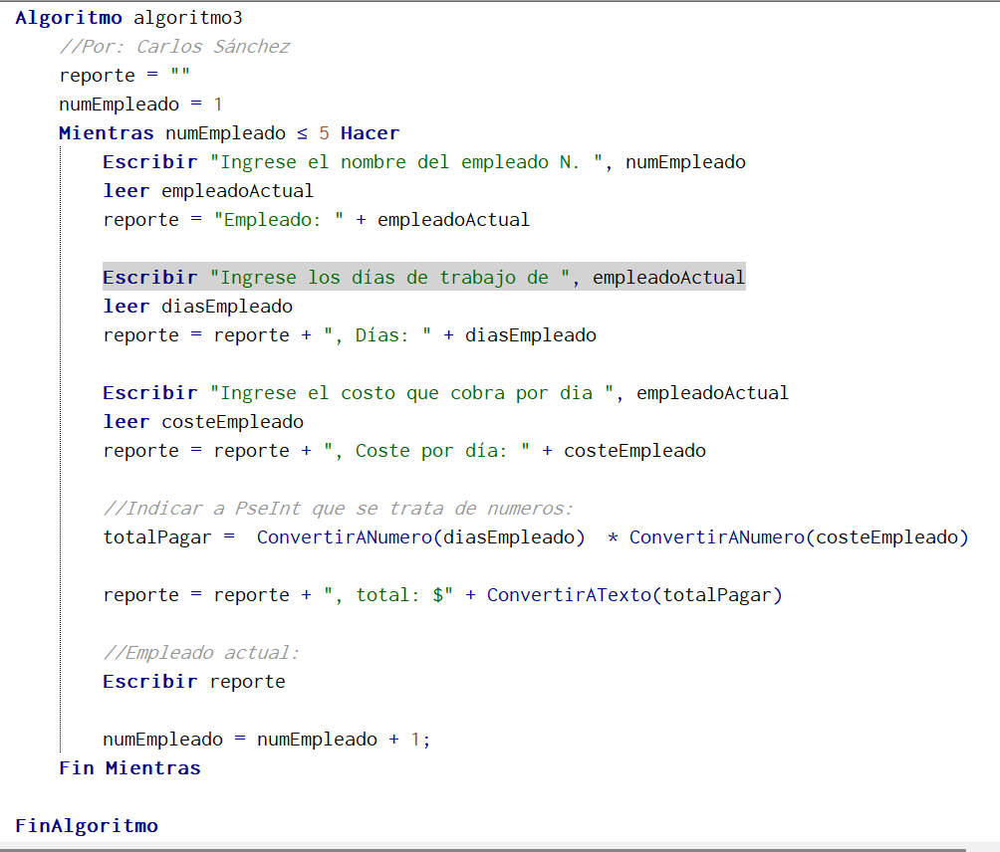 Algoritmo algoritmo3
//Por: Carlos Sánchez
reporte = ""
numEmpleado = 1
Mientras numEmpleado ≤ 5 Hacer
Escribir "Ingrese el nombre del empleado N. ", numEmpleado
leer empleadoActual
reporte = "Empleado: " + empleadoActual
Escribir "Ingrese los días de trabajo de ", empleadoActual
leer diasEmpleado
reporte = reporte + ", Días: " + diasEmpleado
Escribir "Ingrese el costo que cobra por dia ", empleadoActual
leer costeEmpleado
reporte = reporte + ", Coste por día: " + costeEmpleado
//Indicar a PseInt que se trata de numeros:
totalPagar =  ConvertirANumero(diasEmpleado)  * ConvertirANumero(costeEmpleado)
reporte = reporte + ", total: $" + ConvertirATexto(totalPagar)
//Empleado actual:
Escribir reporte
numEmpleado = numEmpleado + 1;
Fin Mientras
FinAlgoritmo